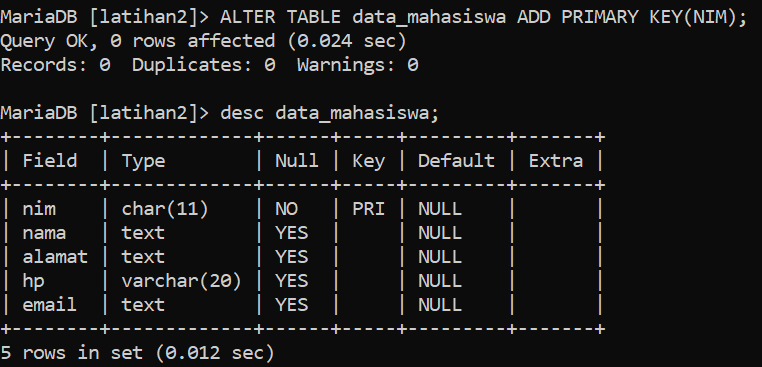 MariaDB [latihan2]> ALTER TABLE data_mahasiswa ADD PRIMARY KEY(NIM);
Query OK, 0 rows affected (0.024 sec)
Records: 0  Duplicates: 0  Warnings: 0

MariaDB [latihan2]> desc data_mahasiswa;
+--------+-------------+------+-----+---------+-------+
| Field  | Type        | Null | Key | Default | Extra |
+--------+-------------+------+-----+---------+-------+
| nim    | char(11)    | NO   | PRI | NULL    |       |
| nama   | text        | YES  |     | NULL    |       |
| alamat | text        | YES  |     | NULL    |       |
| hp     | varchar(20) | YES  |     | NULL    |       |
| email  | text        | YES  |     | NULL    |       |
+--------+-------------+------+-----+---------+-------+
5 rows in set (0.012 sec)